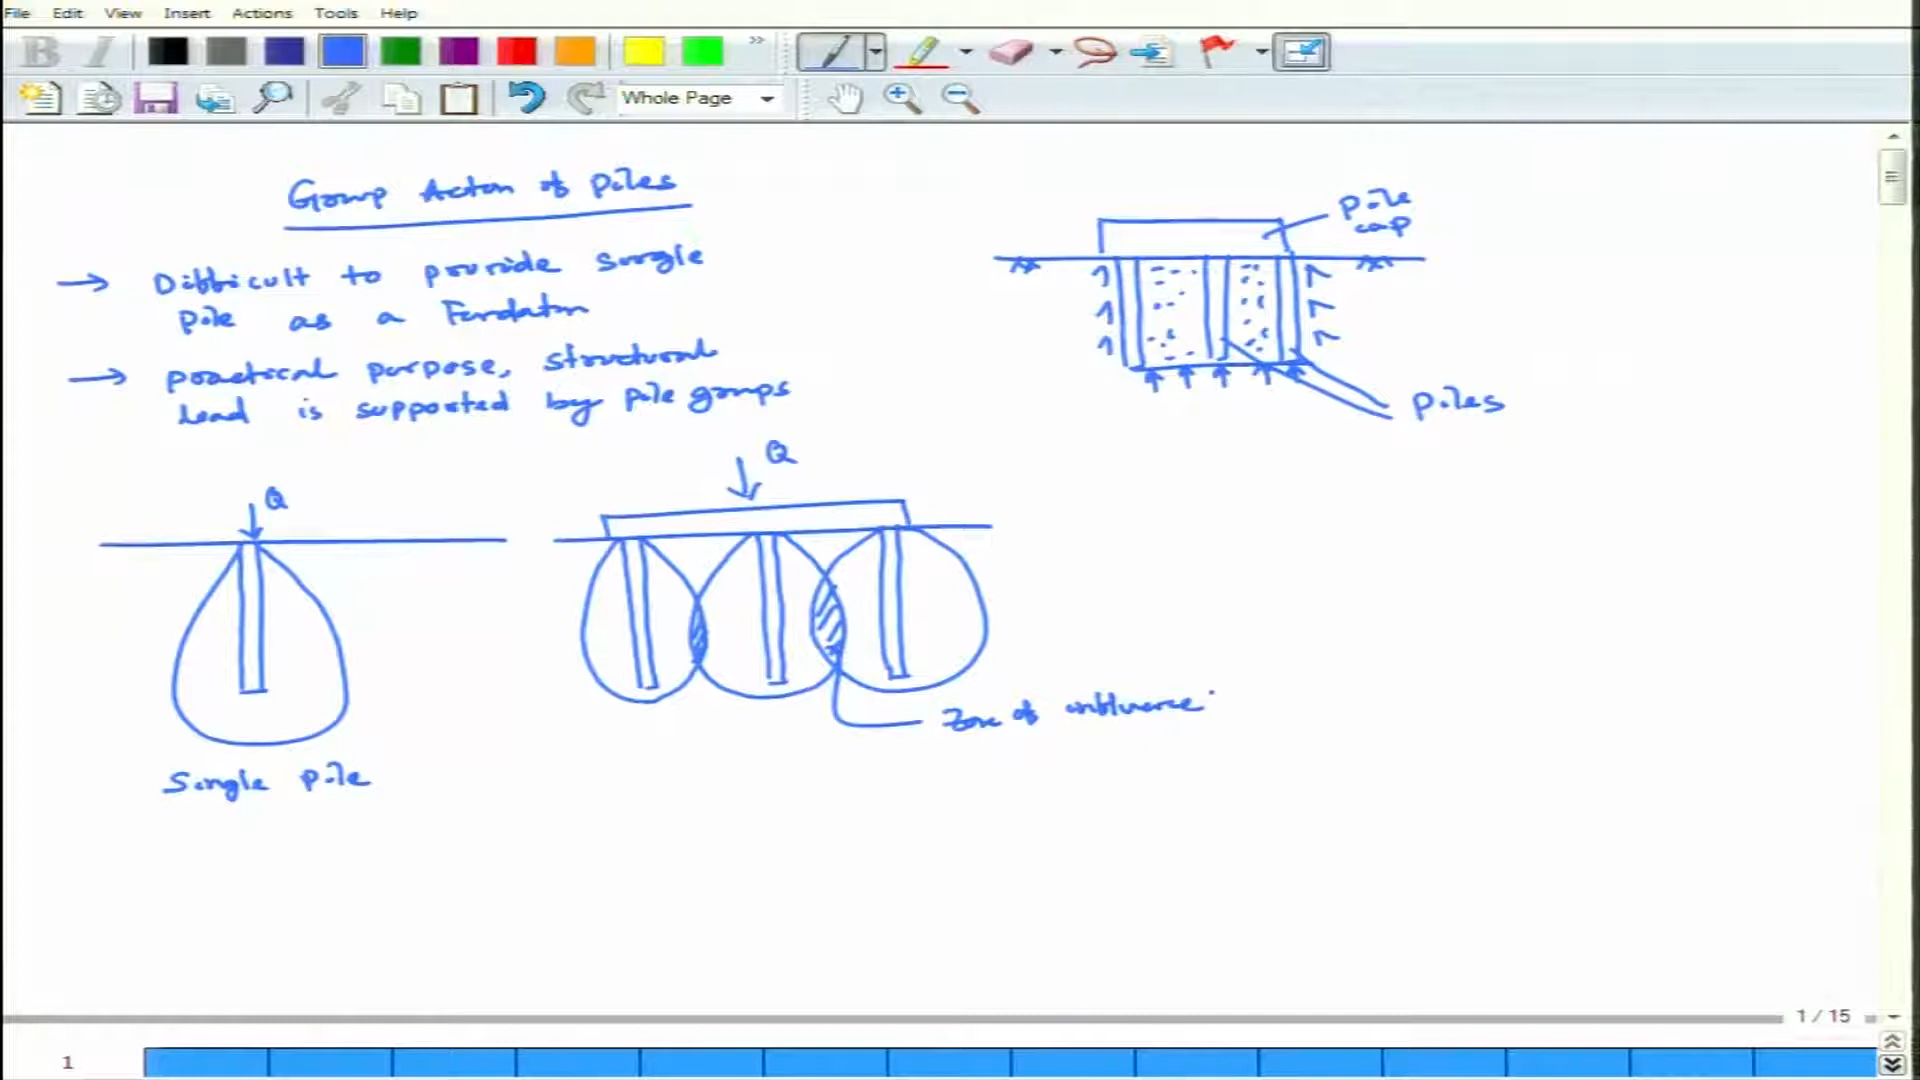 File Edit View Insert Actions Tools Help
B I
Whole Page
Group Action of Piles
→ Difficult to provide single
pile as a Foundation
→ practical purpose, structural
Load is supported by pile groups
pile
cap
piles
Q
Q
Single pile
Zone of influence
1 / 15
1